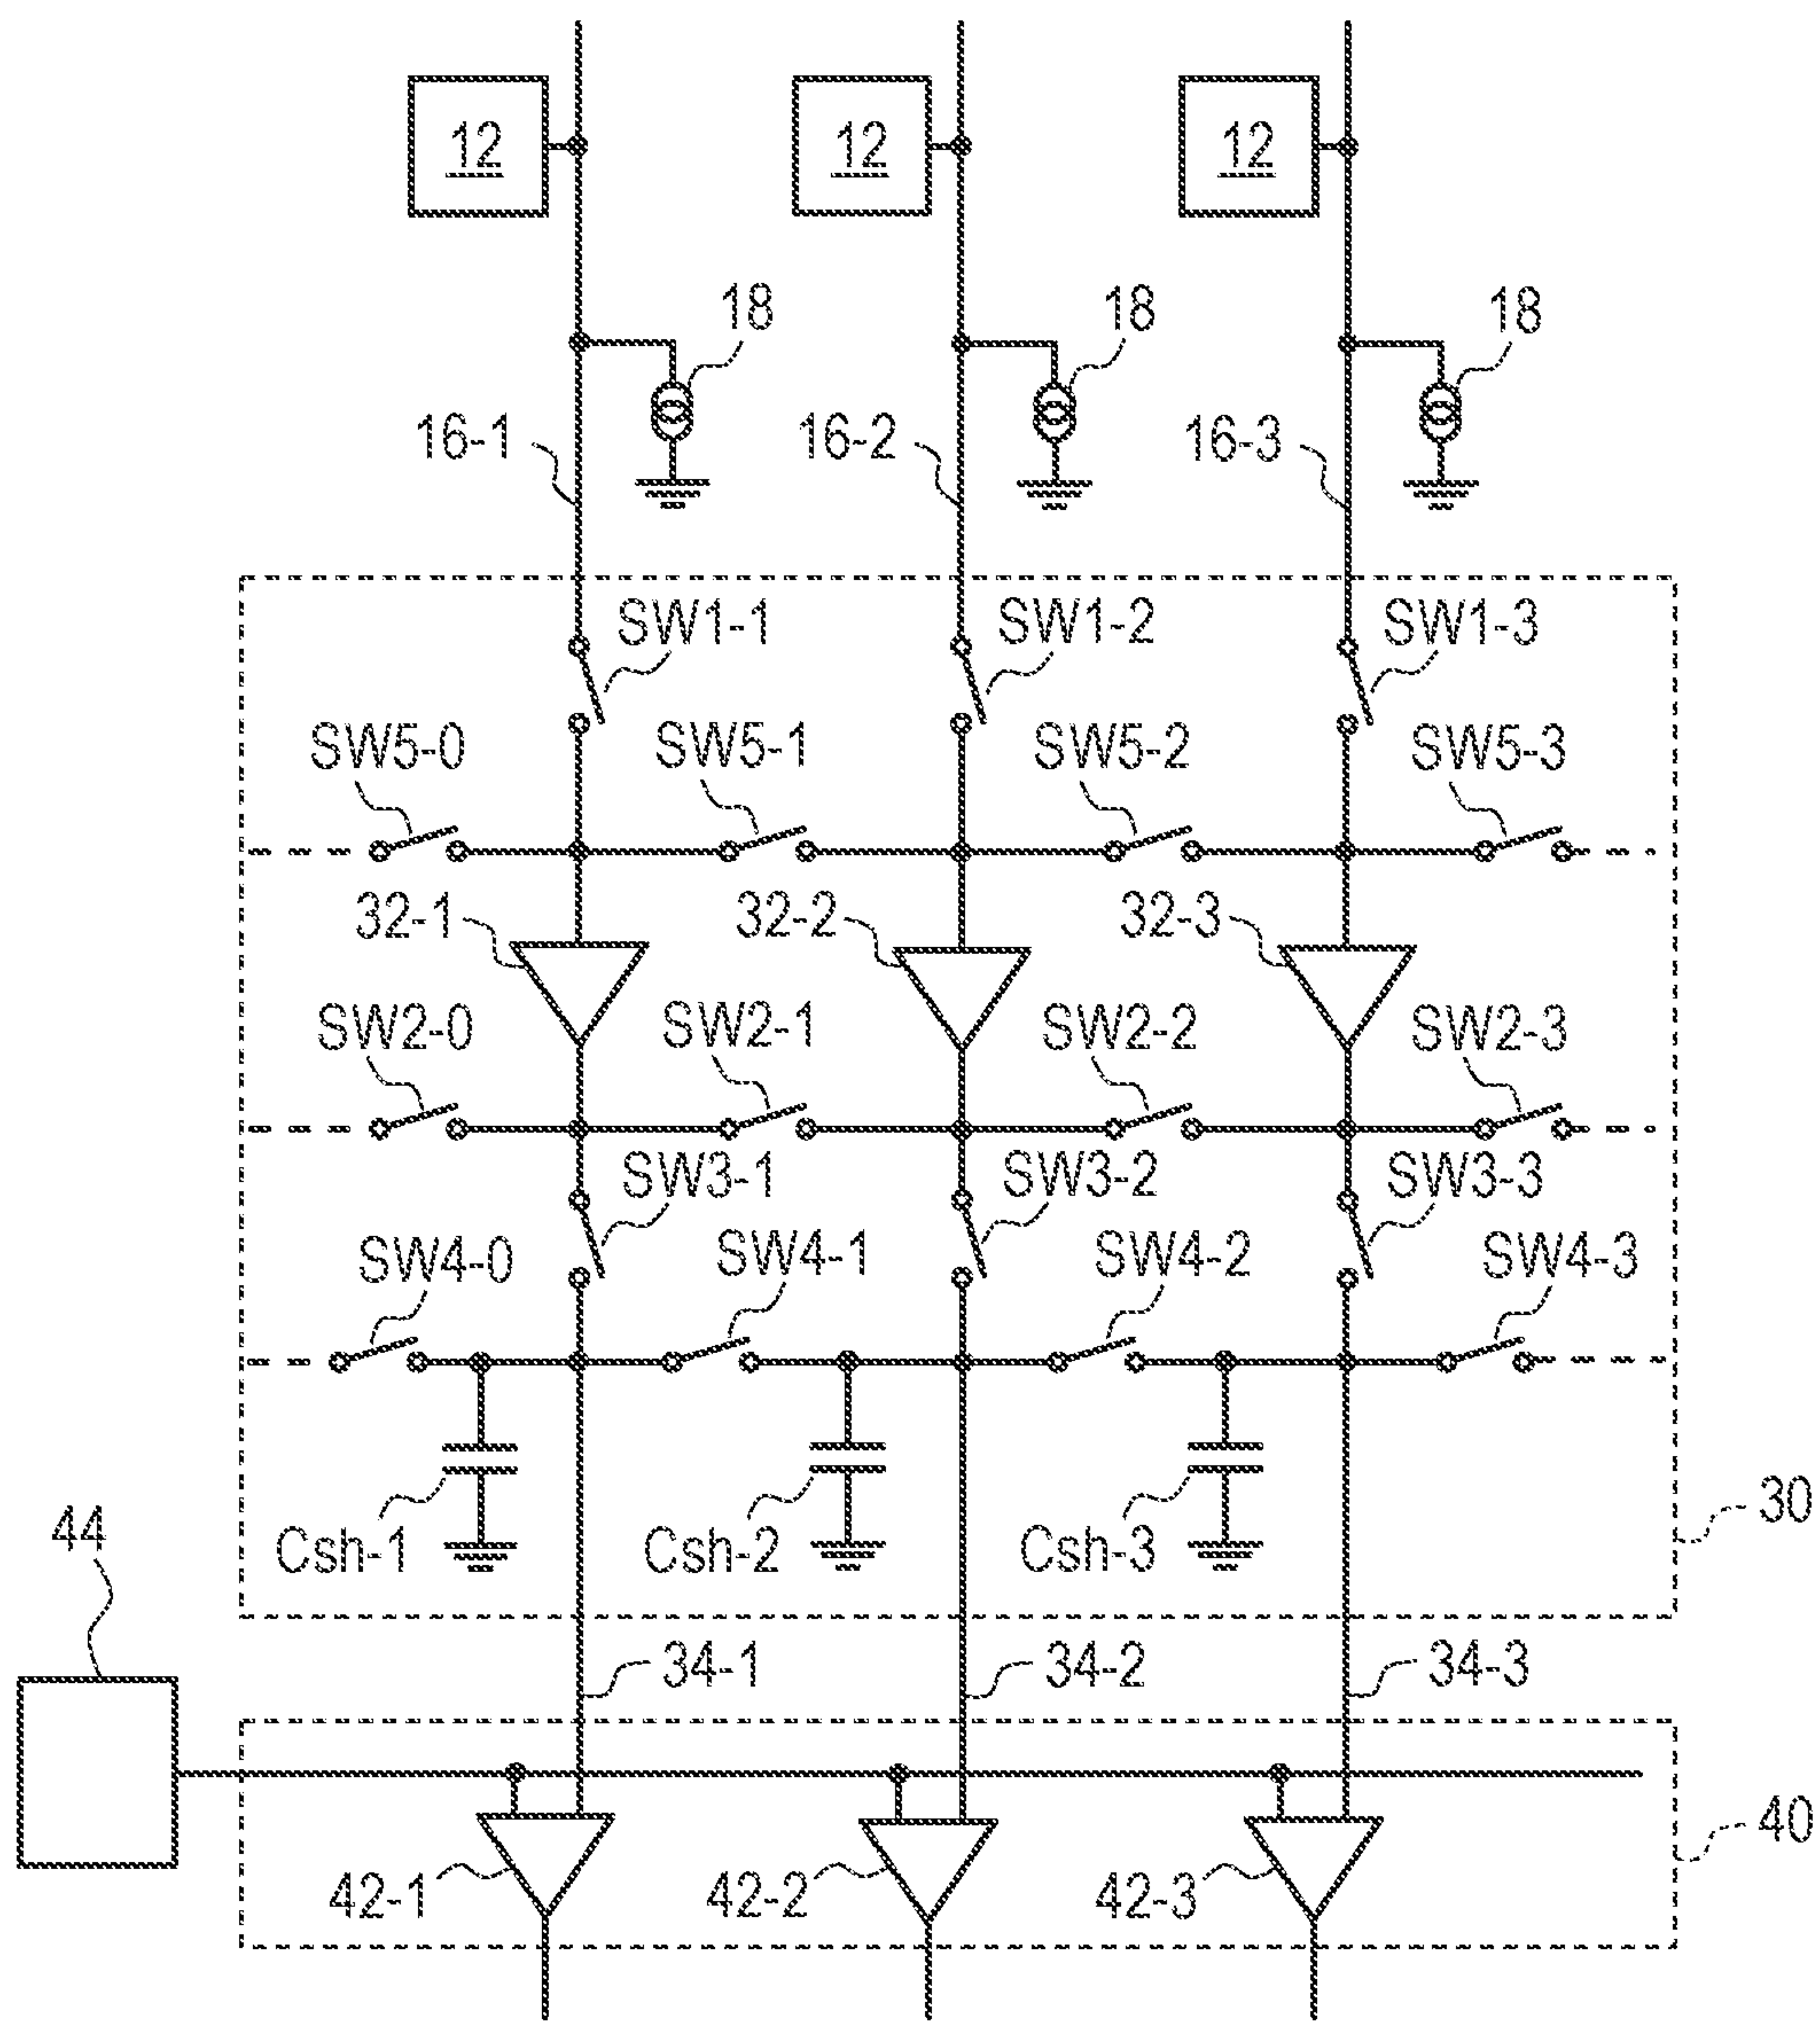 12 12 12
18 18 18
16-1 16-2 16-3
SW1-1 SW1-2 SW1-3
SW5-0 SW5-1 SW5-2 SW5-3
32-1 32-2 32-3
SW2-0 SW2-1 SW2-2 SW2-3
SW3-1 SW3-2 SW3-3
SW4-0 SW4-1 SW4-2 SW4-3
30
44 Csh-1 Csh-2 Csh-3
34-1 34-2 34-3
40
42-1 42-2 42-3